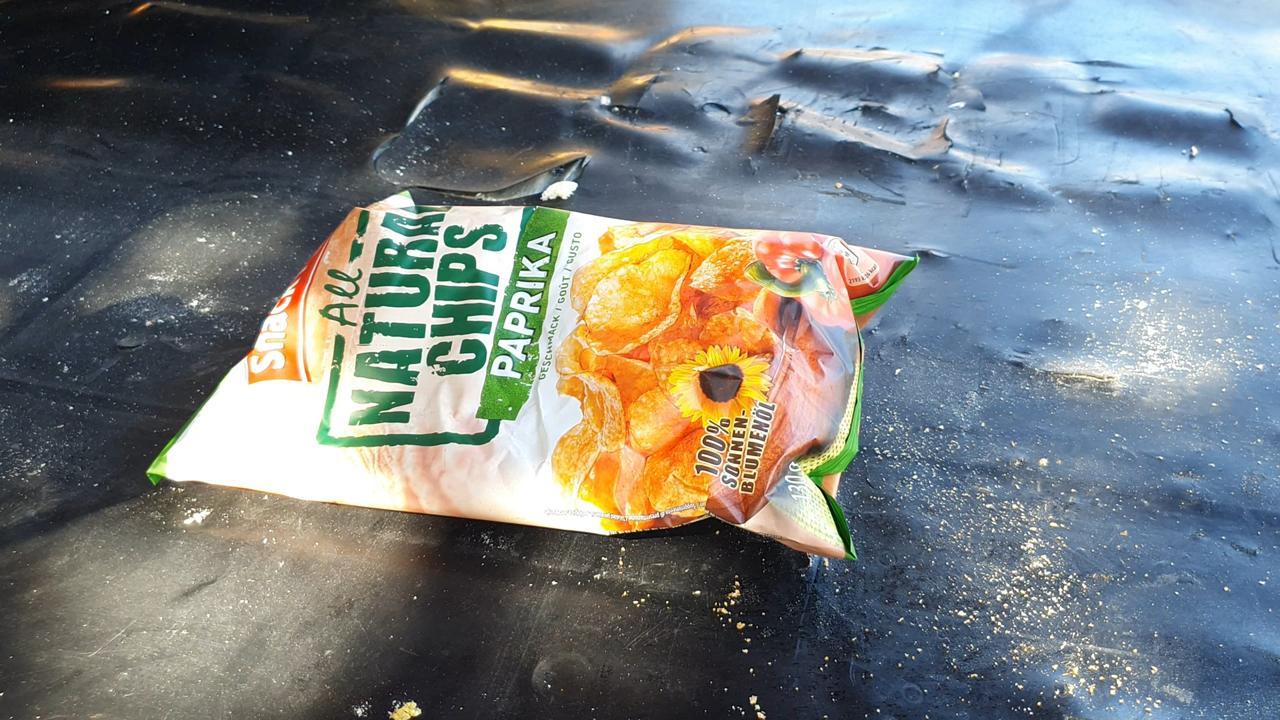 Snack
All
NATURAL
CHIPS
PAPRIKA
GESCHMACK / GOÛT / GUSTO
100%
SONNEN-
BLUMENÖL